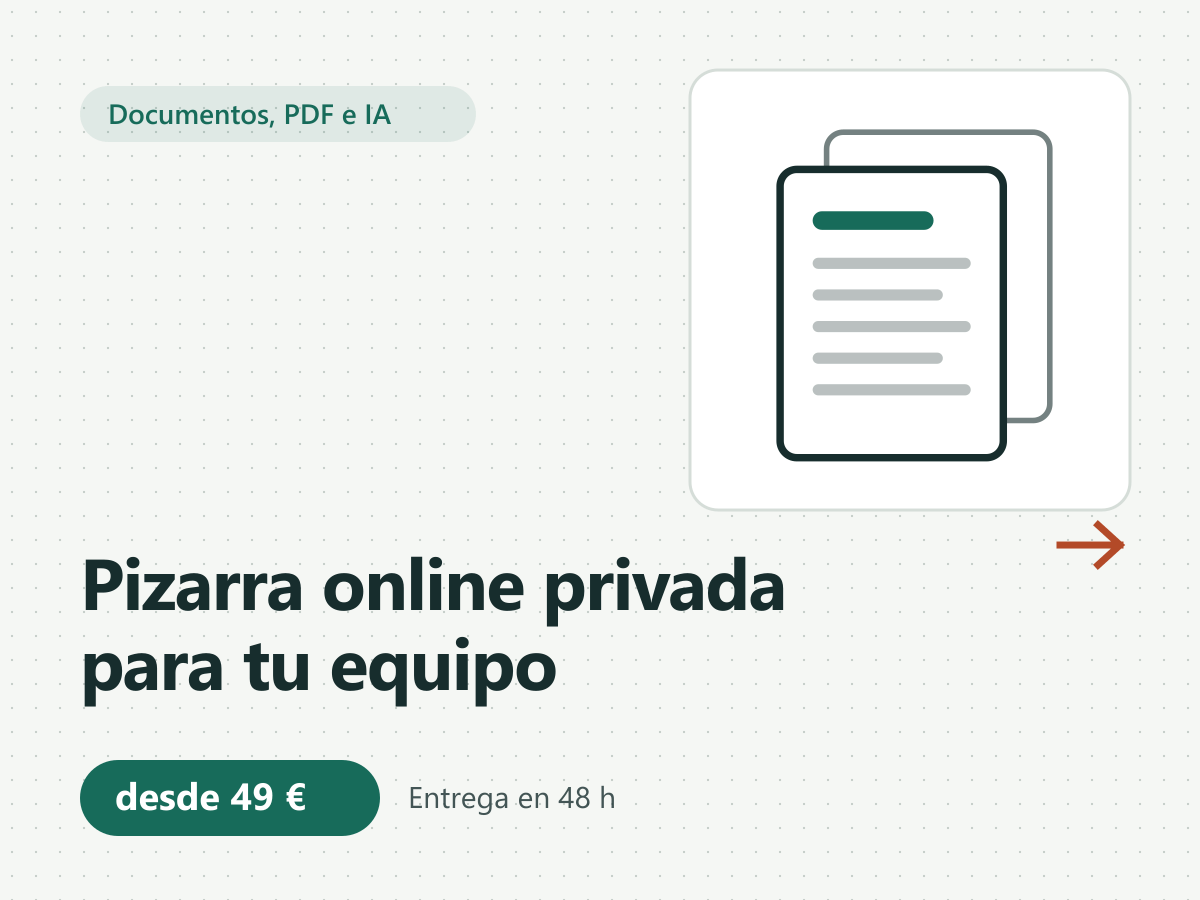 Documentos, PDF e IA
Pizarra online privada
para tu equipo
desde 49 €
Entrega en 48 h